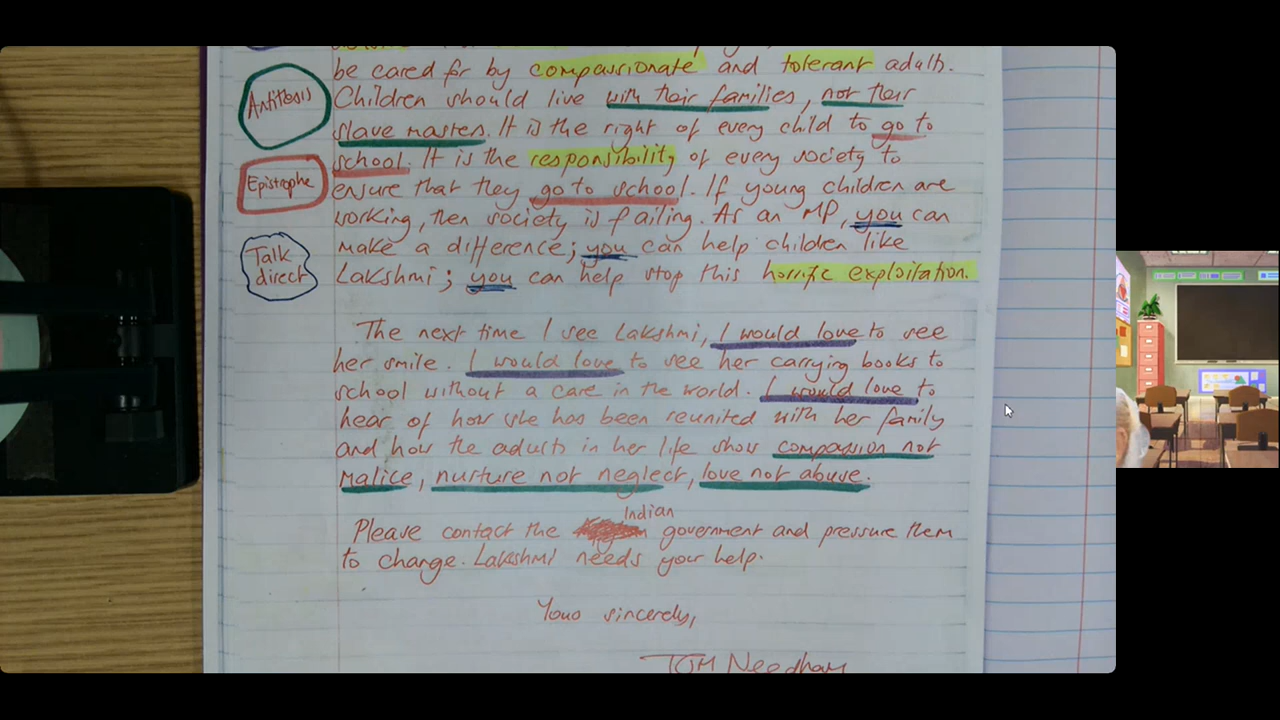 be cared for by compassionate and tolerant adults.
Antithesis
Children should live with their families, not their
slave masters. It is the right of every child to go to
Epistrophe
school. It is the responsibility of every society to
ensure that they go to school. If young children are
working, then society is failing. As an MP, you can
Talk direct
make a difference; you can help children like
Lakshmi; you can help stop this horrific exploitation.
The next time I see Lakshmi, I would love to see
her smile. I would love to see her carrying books to
school without a care in the world. I would love to
hear of how she has been reunited with her family
and how the adults in her life show compassion not
malice, nurture not neglect, love not abuse.
Indian
Please contact the government and pressure them
to change. Lakshmi needs your help.
Yours sincerely,
Tom Needham